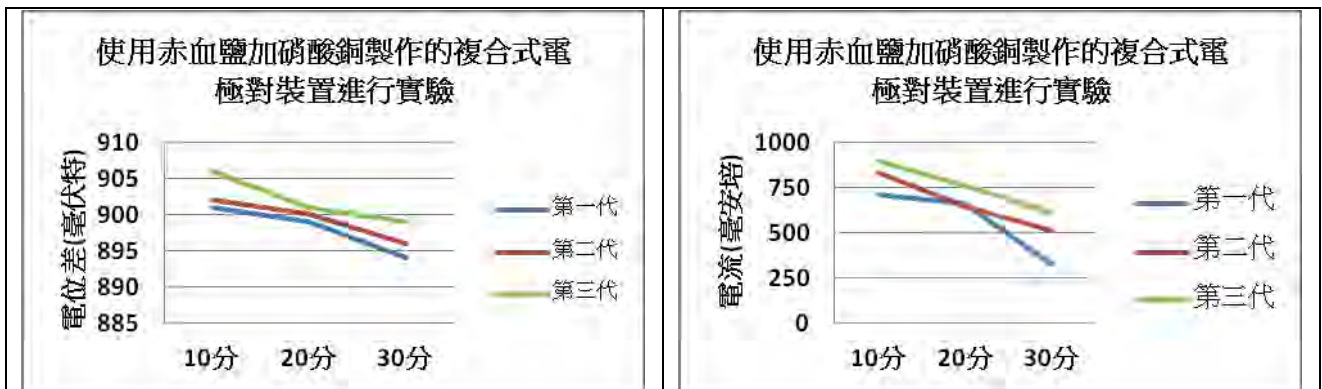 使用赤血鹽加硝酸銅製作的複合式電
極對裝置進行實驗
電位差(毫伏特)
910
905
900
895
890
885
10分 20分 30分
第一代
第二代
第三代
使用赤血鹽加硝酸銅製作的複合式電
極對裝置進行實驗
電流(毫安培)
1000
750
500
250
0
10分 20分 30分
第一代
第二代
第三代